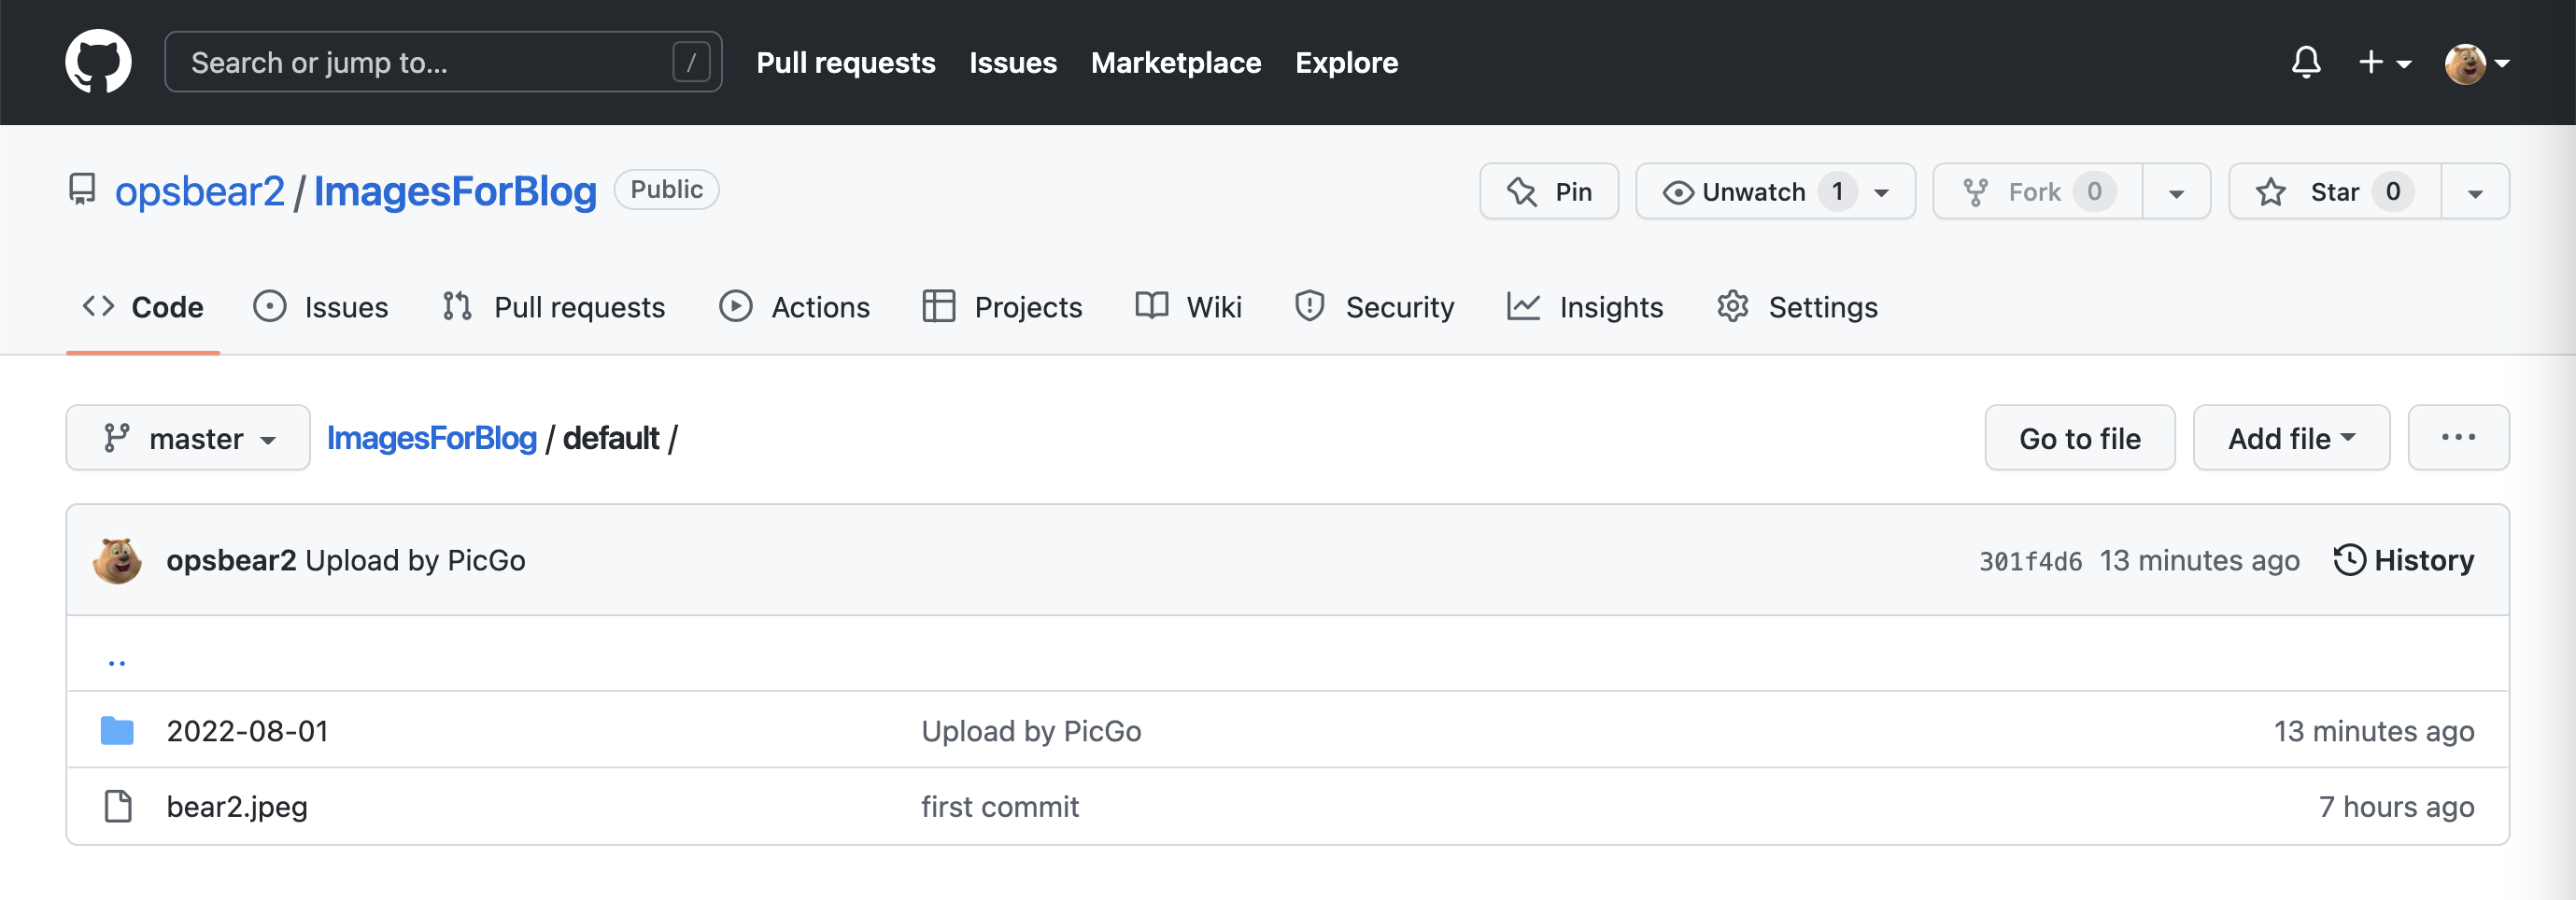 Search or jump to... / Pull requests Issues Marketplace Explore
opsbear2 / ImagesForBlog Public Pin Unwatch 1 Fork 0 Star 0
Code Issues Pull requests Actions Projects Wiki Security Insights Settings
master ImagesForBlog / default / Go to file Add file ...
opsbear2 Upload by PicGo 301f4d6 13 minutes ago History
..
2022-08-01 Upload by PicGo 13 minutes ago
bear2.jpeg first commit 7 hours ago